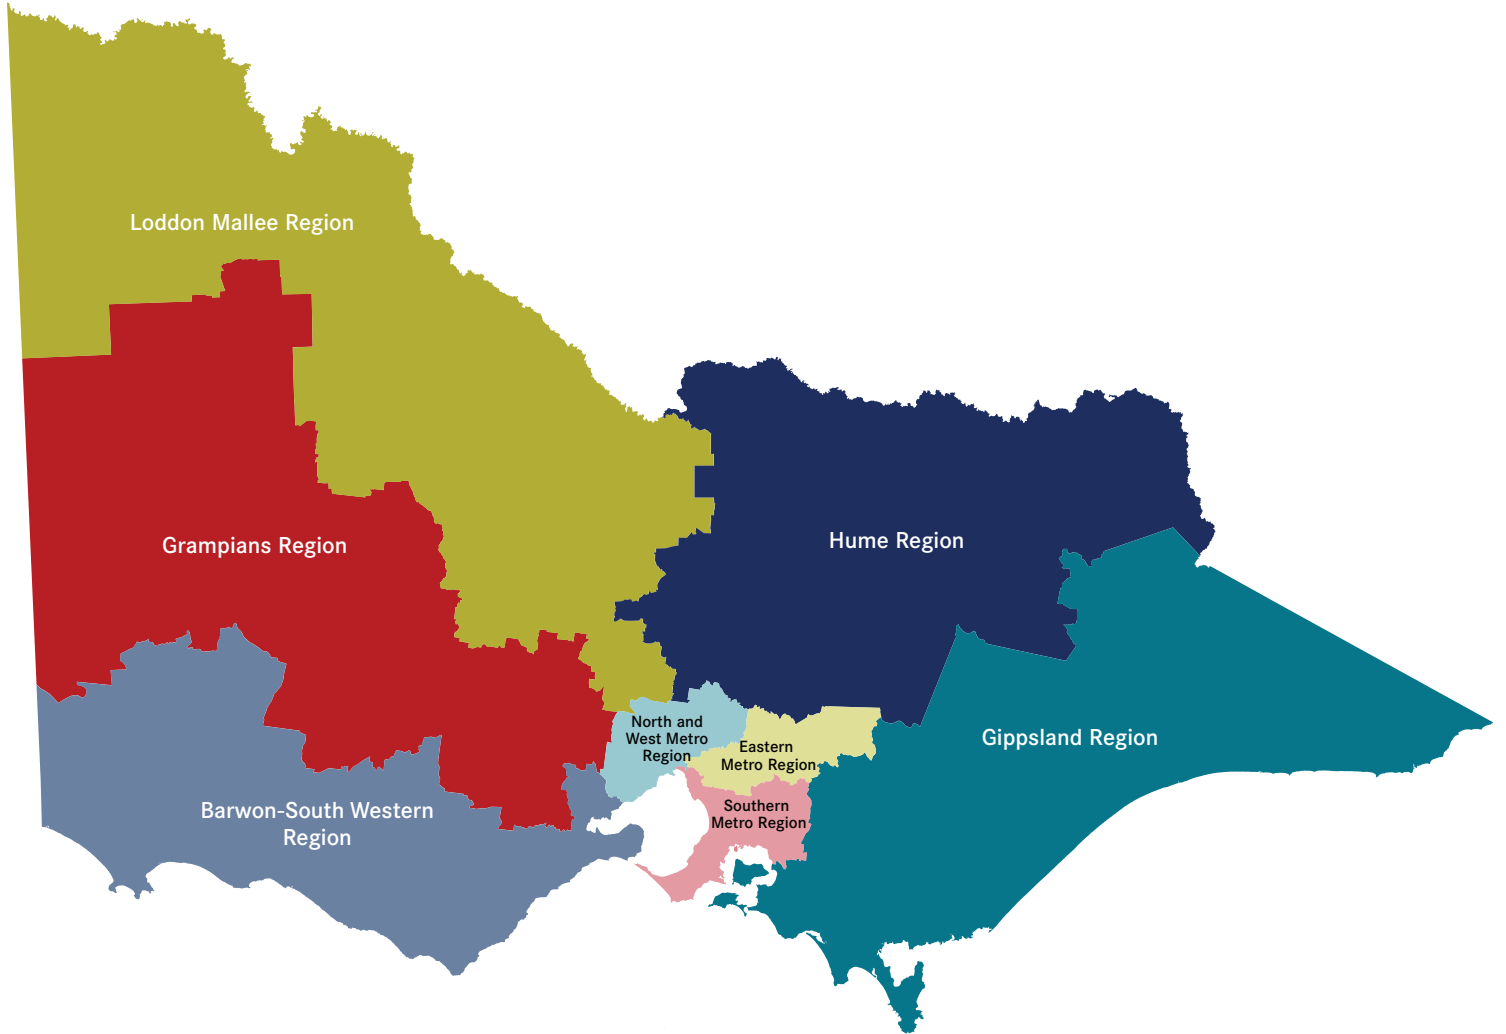 Loddon Mallee Region
Grampians Region
Hume Region
North and
West Metro
Region
Eastern
Metro Region
Gippsland Region
Barwon-South Western
Region
Southern
Metro Region